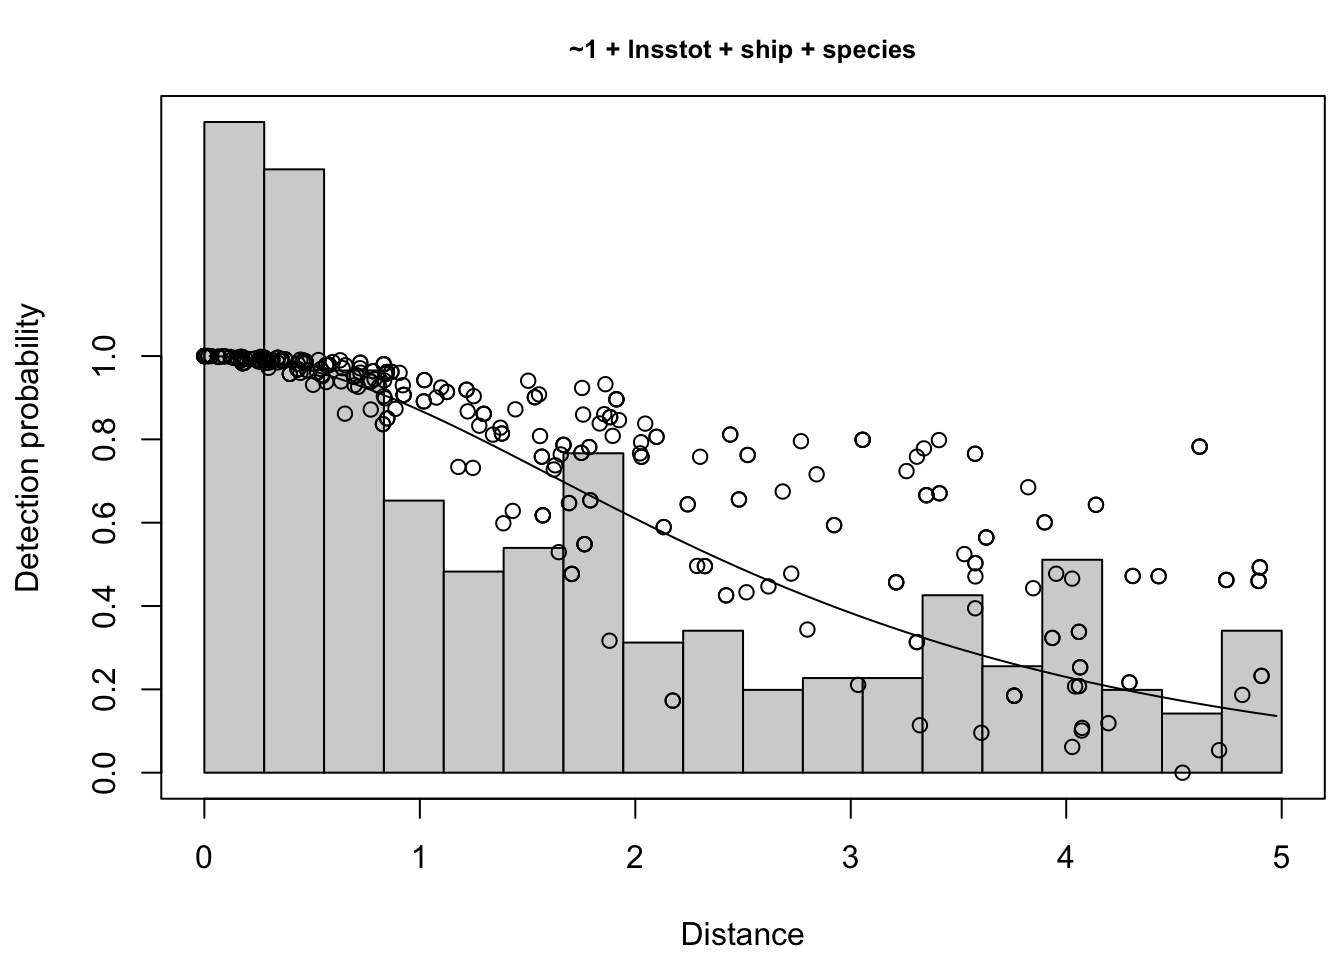 ~1 + lnsstot + ship + species
Detection probability
1.0
0.8
0.6
0.4
0.2
0.0
0 1 2 3 4 5
Distance